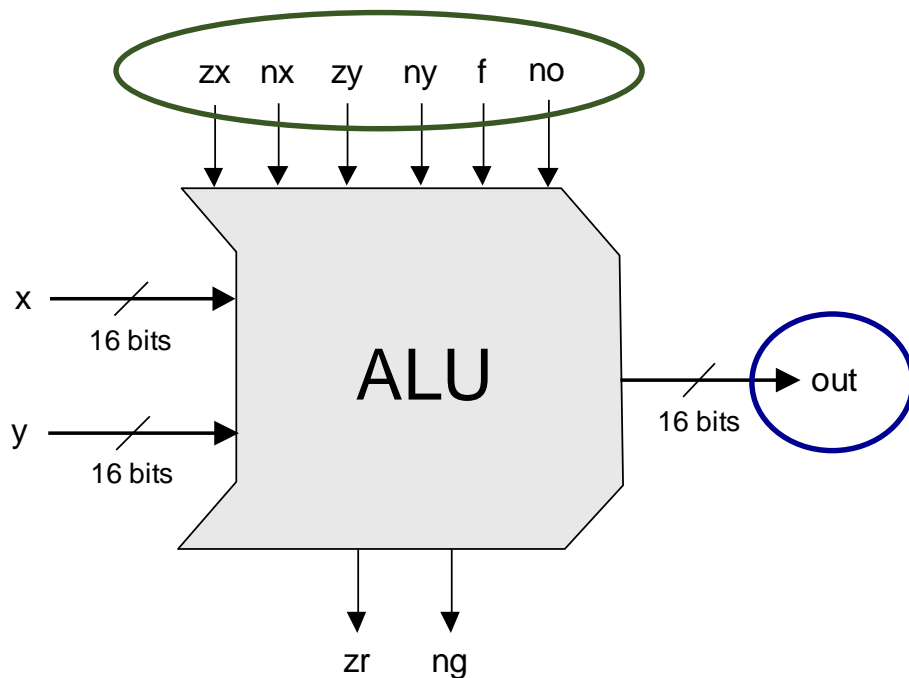 zx nx zy ny f no
x
16 bits
ALU
out
16 bits
y
16 bits
zr ng